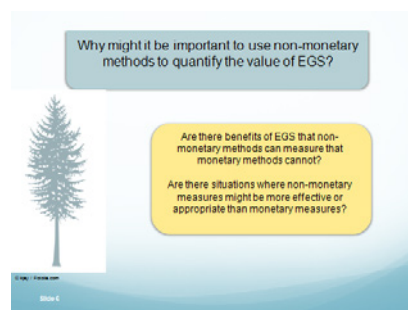 Why might it be important to use non-monetary
methods to quantify the value of EGS?
Are there benefits of EGS that non-
monetary methods can measure that
monetary methods cannot?
Are there situations where non-monetary
measures might be more effective or
appropriate than monetary measures?
Slide 6